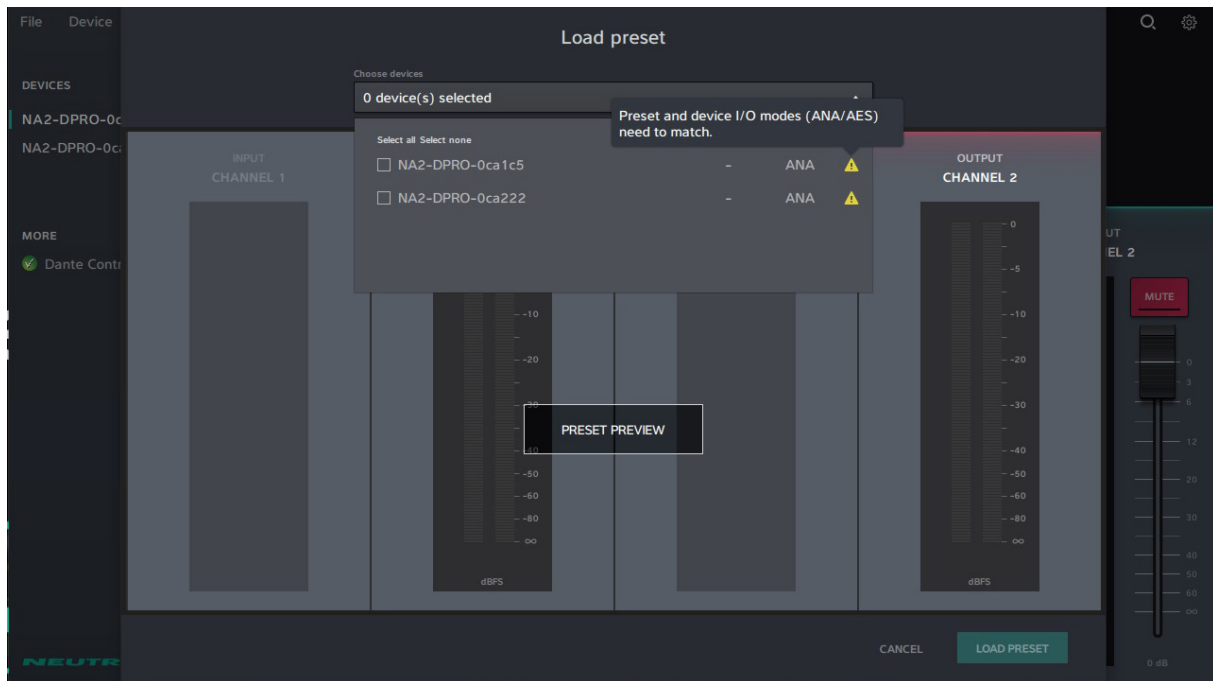 File Device
Load preset
DEVICES
Choose devices
0 device(s) selected
NA2-DPRO-0c
Preset and device I/O modes (ANA/AES)
need to match.
NA2-DPRO-0ca
Select all Select none
NA2-DPRO-0ca1c5 - ANA
NA2-DPRO-0ca222 - ANA
INPUT
CHANNEL 1
OUTPUT
CHANNEL 2
MORE
Dante Contr
UT
EL 2
MUTE
0
-5
-10
-20
-30
-40
-50
-60
-80
∞
dBFS
-10
-20
-30
-40
-50
-60
-80
∞
dBFS
PRESET PREVIEW
0
3
6
12
20
30
40
50
60
∞
0 dB
CANCEL
LOAD PRESET
NEUTR